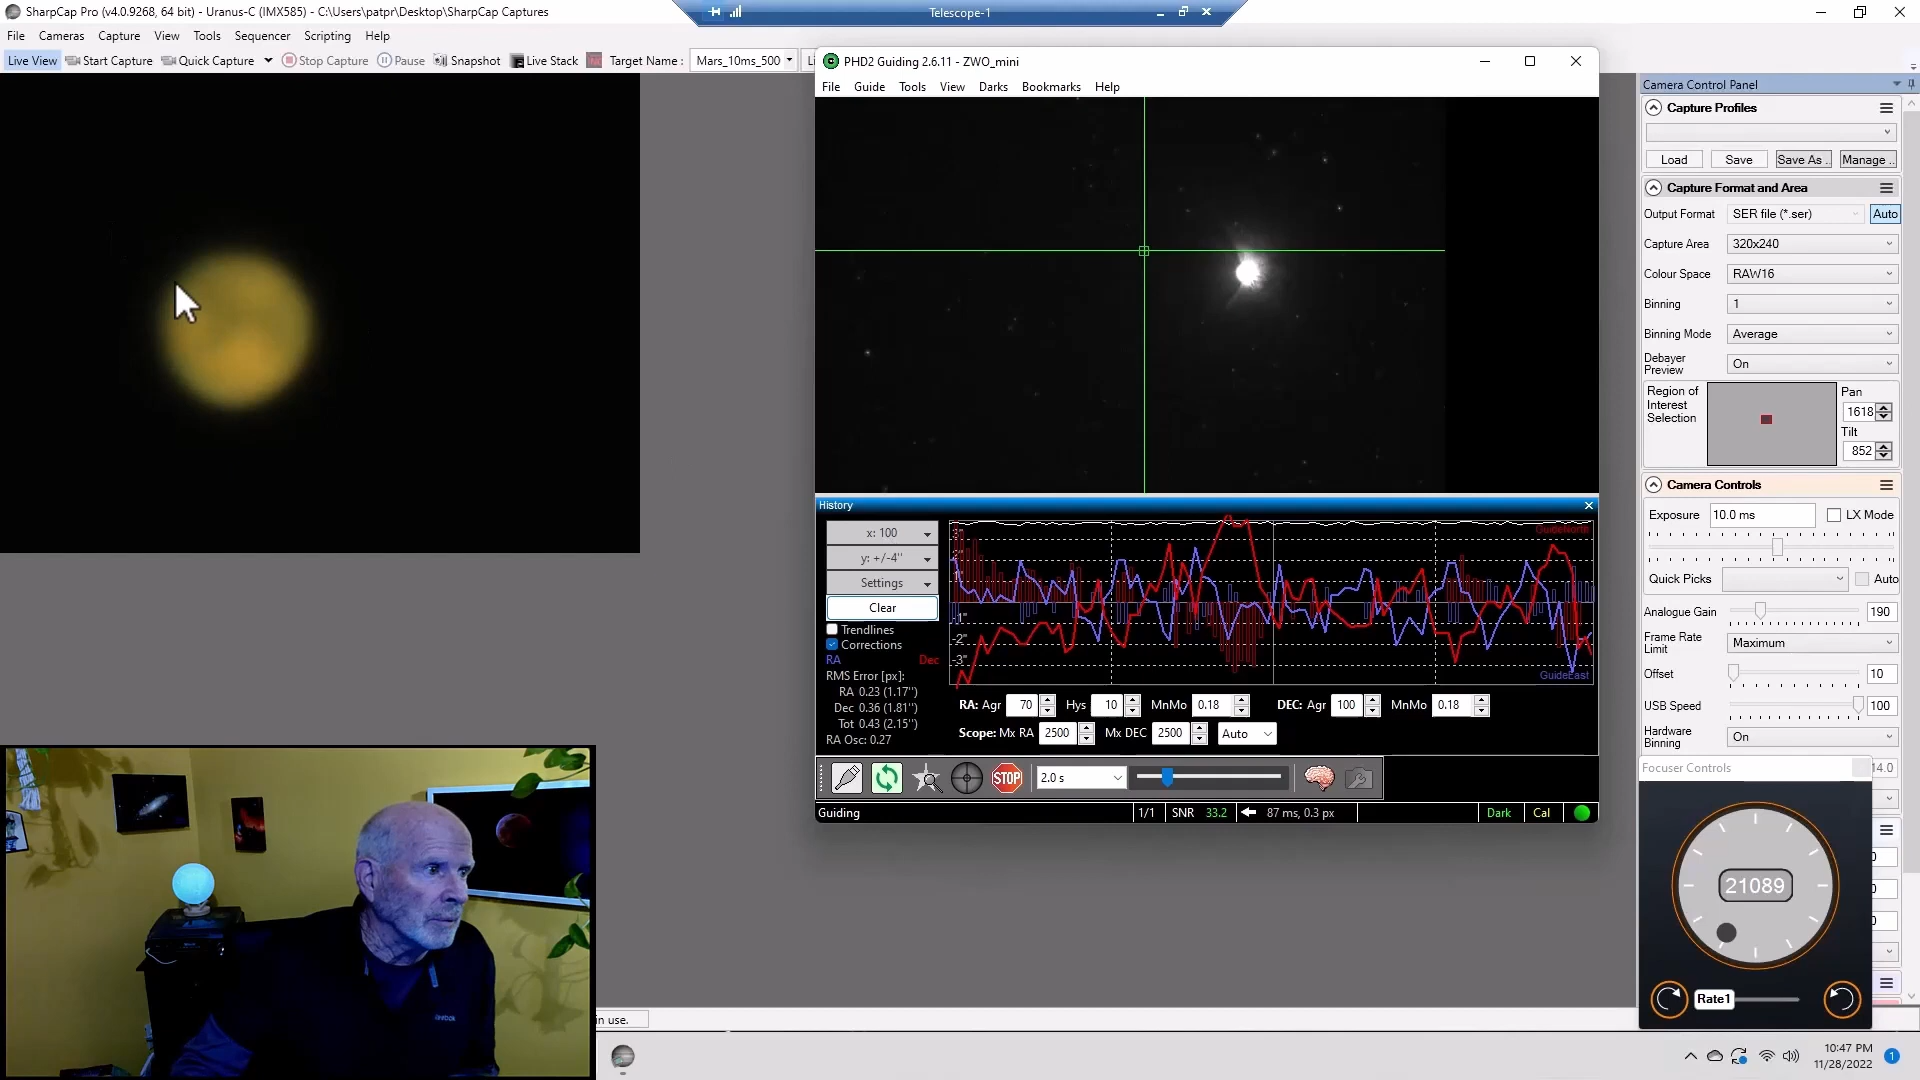 SharpCap Pro (v4.0.9268, 64 bit) - Uranus-C (IMX585) - C:\Users\patpr\Desktop\SharpCap Captures
Telescope-1
File Cameras Capture View Tools Sequencer Scripting Help
Live View Start Capture Quick Capture Stop Capture Pause Snapshot Live Stack Target Name : Mars_10ms_500
PHD2 Guiding 2.6.11 - ZWO_mini
File Guide Tools View Darks Bookmarks Help
History
x: 100
y: +/-4"
Settings
Clear
Trendlines
Corrections
RA Dec
RMS Error [px]:
RA 0.23 (1.17")
Dec 0.36 (1.81")
Tot 0.43 (2.15")
RA Osc: 0.27
GuideNorth
1"
-1"
-2"
-3"
GuideEast
RA: Agr 70 Hys 10 MnMo 0.18 DEC: Agr 100 MnMo 0.18
Scope: Mx RA 2500 Mx DEC 2500 Auto
STOP 2.0 s
Guiding 1/1 SNR 33.2 87 ms, 0.3 px Dark Cal
Camera Control Panel
Capture Profiles
Load Save Save As .. Manage ..
Capture Format and Area
Output Format SER file (*.ser) Auto
Capture Area 320x240
Colour Space RAW16
Binning 1
Binning Mode Average
Debayer
Preview On
Region of
Interest
Selection
Pan
1618
Tilt
852
Camera Controls
Exposure 10.0 ms LX Mode
Quick Picks Auto
Analogue Gain 190
Frame Rate
Limit Maximum
Offset 10
USB Speed 100
Hardware
Binning On
Focuser Controls
14.0
21089
Rate1
in use.
10:47 PM
11/28/2022
1